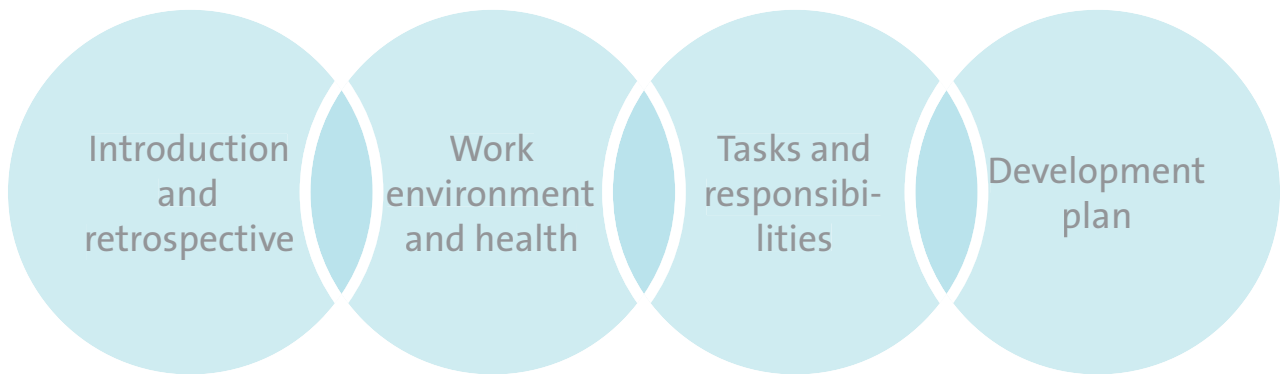 Introduction
and
retrospective
Work
environment
and health
Tasks and
responsibi-
lities
Development
plan